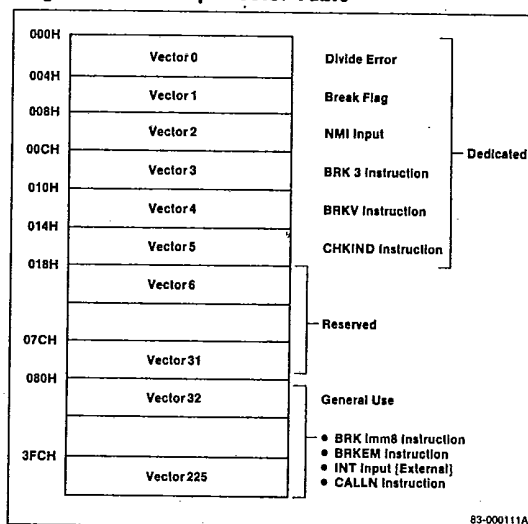 000H
Vector 0 Divide Error
004H
Vector 1 Break Flag
008H
Vector 2 NMI Input
00CH Dedicated
Vector 3 BRK 3 Instruction
010H
Vector 4 BRKV Instruction
014H
Vector 5 CHKIND Instruction
018H
Vector 6
Reserved
07CH
Vector 31
080H
Vector 32 General Use
• BRK Imm8 Instruction
• BRKEM Instruction
3FCH • INT Input {External}
Vector 225 • CALLN Instruction
83-000111A